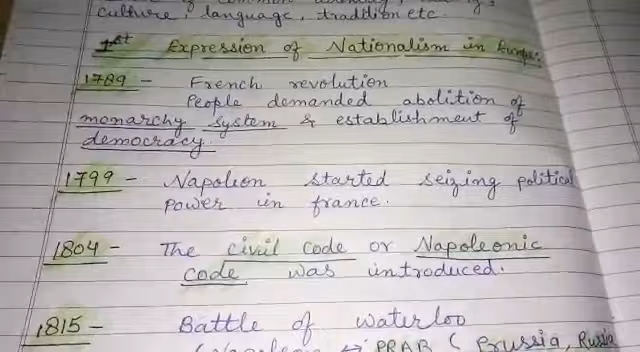 culture, language, tradition etc
1st Expression of Nationalism in Europe:
1789 - French revolution
People demanded abolition of
monarchy system & establishment of
democracy.
1799 - Napoleon started seizing political
power in france.
1804 - The civil code or Napoleonic
code was introduced.
1815 - Battle of Waterloo
(Napoleon ↔ PRAB (Prussia, Russia